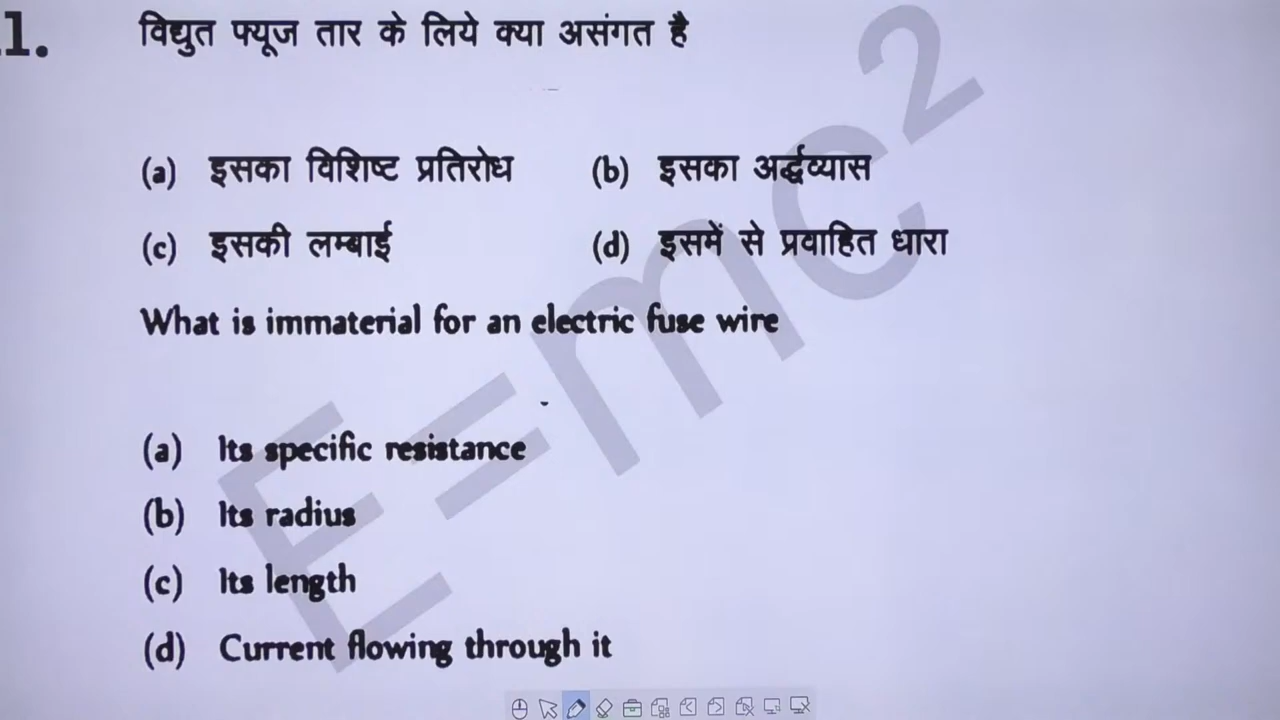 1.
विद्युत फ्यूज तार के लिये क्या असंगत है
(a) इसका विशिष्ट प्रतिरोध (b) इसका अर्द्धव्यास
(c) इसकी लम्बाई (d) इसमें से प्रवाहित धारा
What is immaterial for an electric fuse wire
(a) Its specific resistance
(b) Its radius
(c) Its length
(d) Current flowing through it
E=mc²